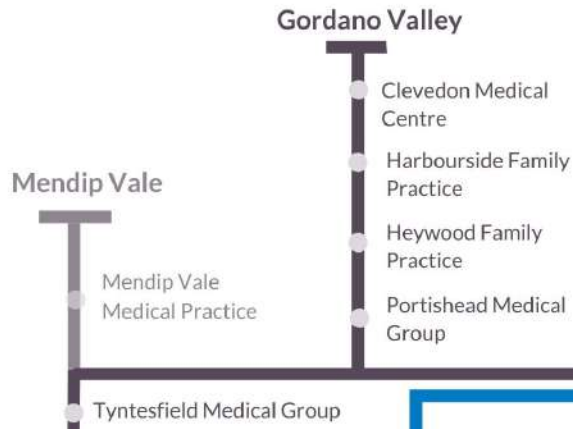 Gordano Valley
Clevedon Medical
Centre
Harbourside Family
Practice
Heywood Family
Practice
Portishead Medical
Group
Mendip Vale
Mendip Vale
Medical Practice
Tyntesfield Medical Group